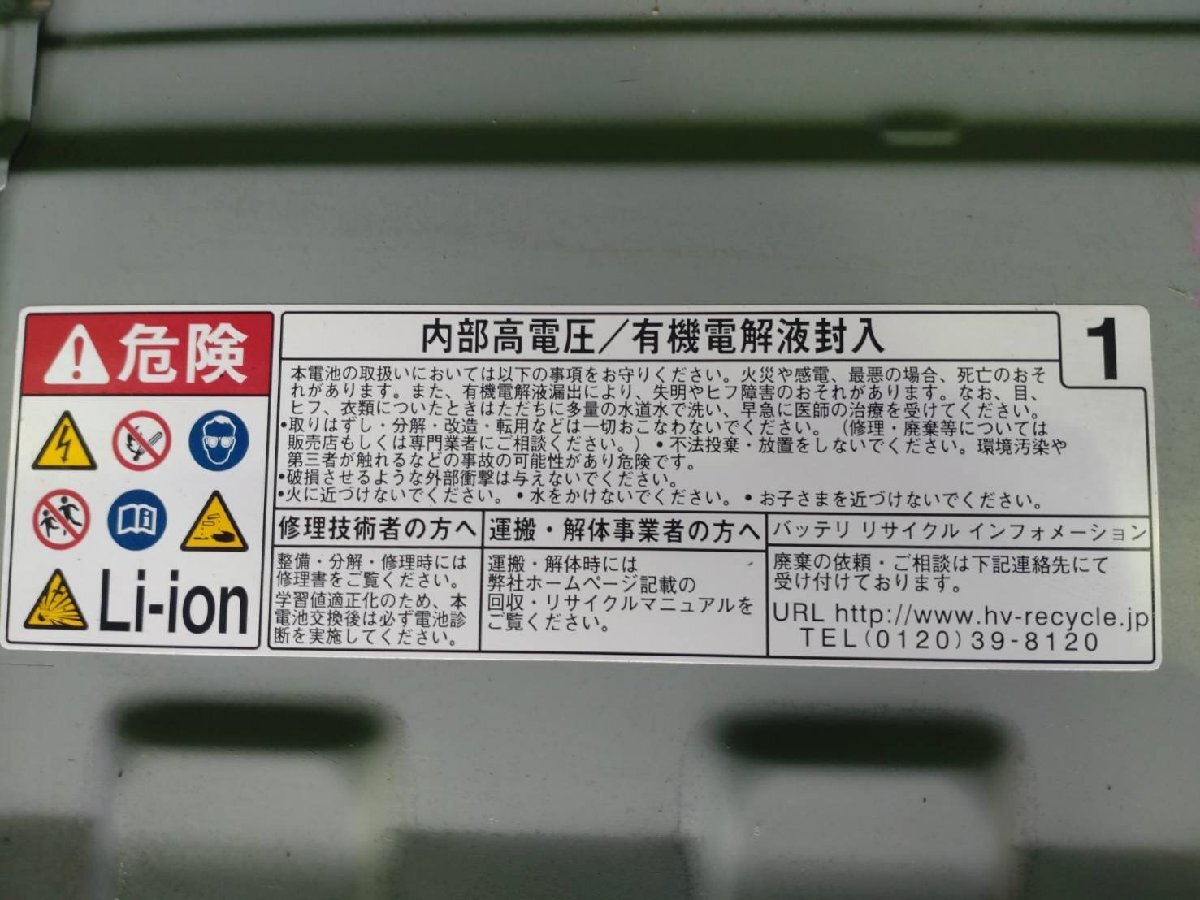 危険
Li-ion
内部高電圧/有機電解液封入
1
本電池の取扱いにおいては以下の事項をお守りください。火災や感電、最悪の場合、死亡のおそ
れがあります。また、有機電解液漏出により、失明やヒフ障害のおそれがあります。なお、目、
ヒフ、衣類についたときはただちに多量の水道水で洗い、早急に医師の治療を受けてください。
・取りはずし・分解・改造・転用などは一切おこなわないでください。(修理・廃棄等については
販売店もしくは専門業者にご相談ください。)・不法投棄・放置をしないでください。環境汚染や
第三者が触れるなどの事故の可能性があり危険です。
・破損させるような外部衝撃は与えないでください。
・火に近づけないでください。・水をかけないでください。・お子さまを近づけないでください。
修理技術者の方へ
整備・分解・修理時には
修理書をご覧ください。
学習値適正化のため、本
電池交換後は必ず電池診
断を実施してください。
運搬・解体事業者の方へ
運搬・解体時には
弊社ホームページ記載の
回収・リサイクルマニュアルを
ご覧ください。
バッテリ リサイクル インフォメーション
廃棄の依頼・ご相談は下記連絡先にて
受け付けております。
URL http://www.hv-recycle.jp
TEL(0120)39-8120